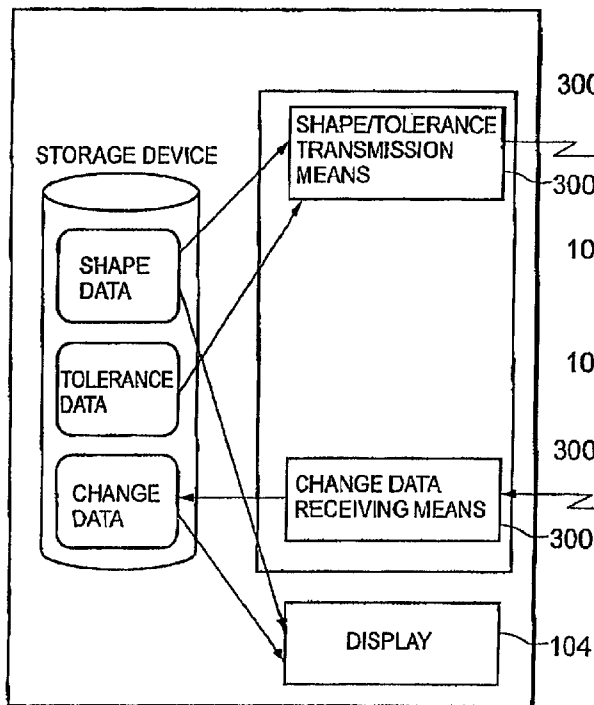 300
SHAPE/TOLERANCE
TRANSMISSION
MEANS
300
STORAGE DEVICE
SHAPE
DATA
10
TOLERANCE
DATA
10
300
CHANGE DATA
RECEIVING MEANS
CHANGE
DATA
300
DISPLAY
104